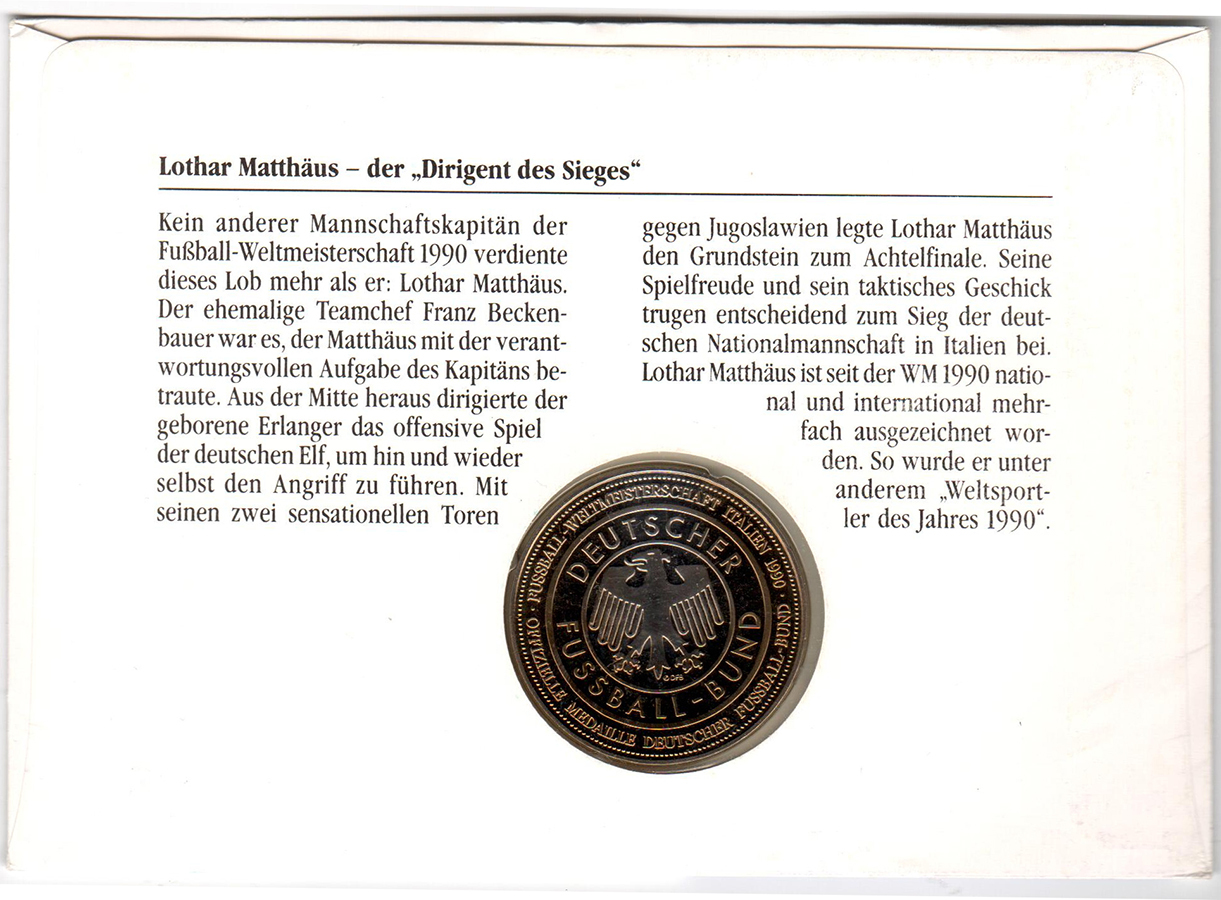 Lothar Matthäus – der „Dirigent des Sieges“
Kein anderer Mannschaftskapitän der
Fußball-Weltmeisterschaft 1990 verdiente
dieses Lob mehr als er: Lothar Matthäus.
Der ehemalige Teamchef Franz Becken-
bauer war es, der Matthäus mit der verant-
wortungsvollen Aufgabe des Kapitäns be-
traute. Aus der Mitte heraus dirigierte der
geborene Erlanger das offensive Spiel
der deutschen Elf, um hin und wieder
selbst den Angriff zu führen. Mit
seinen zwei sensationellen Toren
gegen Jugoslawien legte Lothar Matthäus
den Grundstein zum Achtelfinale. Seine
Spielfreude und sein taktisches Geschick
trugen entscheidend zum Sieg der deut-
schen Nationalmannschaft in Italien bei.
Lothar Matthäus ist seit der WM 1990 natio-
nal und international mehr-
fach ausgezeichnet wor-
den. So wurde er unter
anderem „Weltsport-
ler des Jahres 1990“.
FUSSBALL-WELTMEISTERSCHAFT ITALIEN 1990 ·
OFFIZIELLE MEDAILLE DEUTSCHER FUSSBALL-BUND ·
DEUTSCHER
FUSSBALL-BUND
©DFB